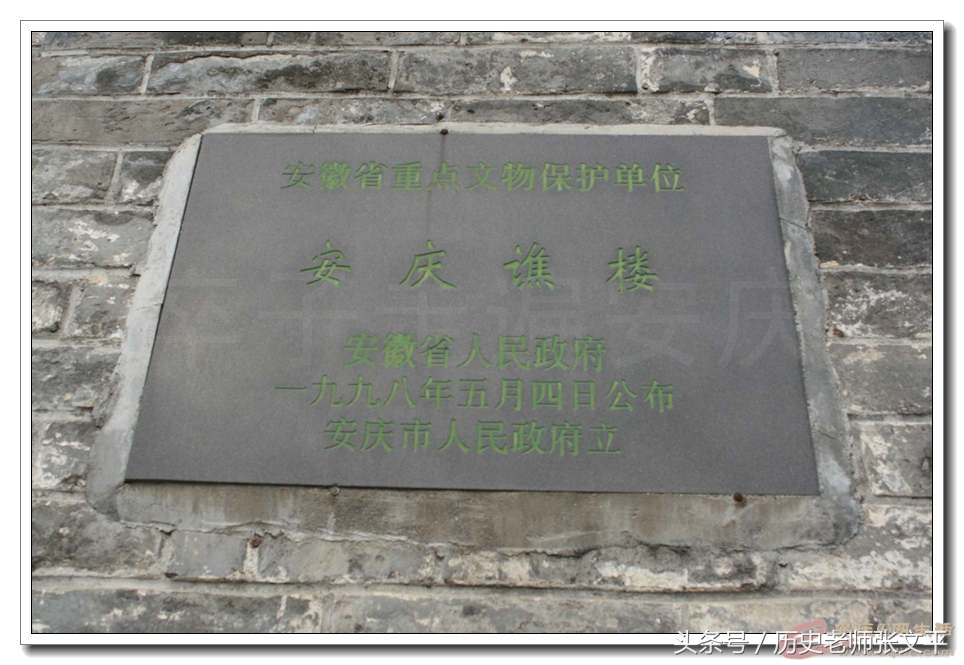 安徽省重点文物保护单位
安庆谯楼
安徽省人民政府
一九九八年五月四日公布
安庆市人民政府立
头条号 / 历史老师张文平